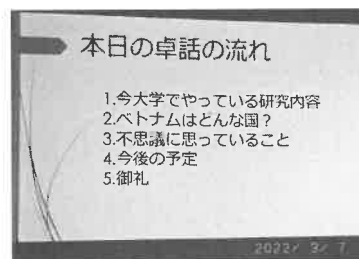 本日の卓話の流れ
1.今大学でやっている研究内容
2.ベトナムはどんな国？
3.不思議に思っていること
4.今後の予定
5.御礼
2022/ 3/ 7